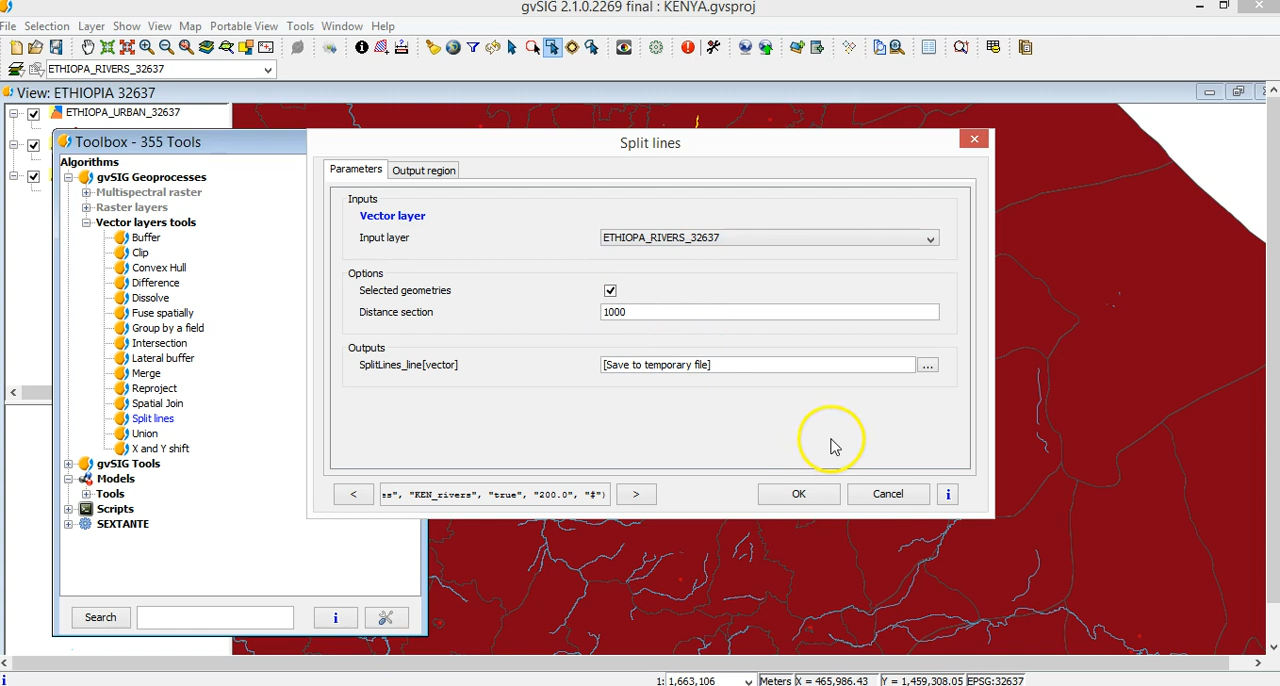 gvSIG 2.1.0.2269 final : KENYA.gvsproj
File Selection Layer Show View Map Portable View Tools Window Help
ETHIOPIA_RIVERS_32637
View: ETHIOPIA 32637
ETHIOPA_URBAN_32637
Toolbox - 355 Tools
Algorithms
gvSIG Geoprocesses
Multispectral raster
Raster layers
Vector layers tools
Buffer
Clip
Convex Hull
Difference
Dissolve
Fuse spatially
Group by a field
Intersection
Lateral buffer
Merge
Reproject
Spatial Join
Split lines
Union
X and Y shift
gvSIG Tools
Models
Tools
Scripts
SEXTANTE
Search
Split lines
Parameters Output region
Inputs
Vector layer
Input layer ETHIOPA_RIVERS_32637
Options
Selected geometries
Distance section 1000
Outputs
SplitLines_line[vector] [Save to temporary file] ...
< ss", "KEN_rivers", "true", "200.0", "#") > OK Cancel
1: 1,663,106 Meters X = 465,986.43 Y = 1,459,308.05 EPSG:32637